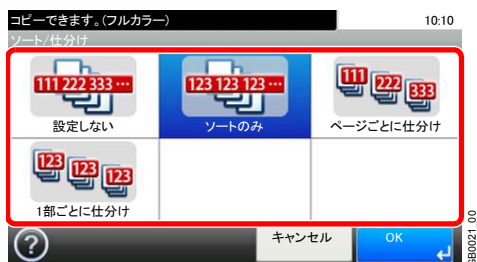 コピーできます。(フルカラー)
10:10
ソート/仕分け
111 222 333 ···
設定しない
123 123 123 ···
ソートのみ
111 222 333
ページごとに仕分け
123 123 123
1部ごとに仕分け
?
キャンセル
OK
GB0021_00